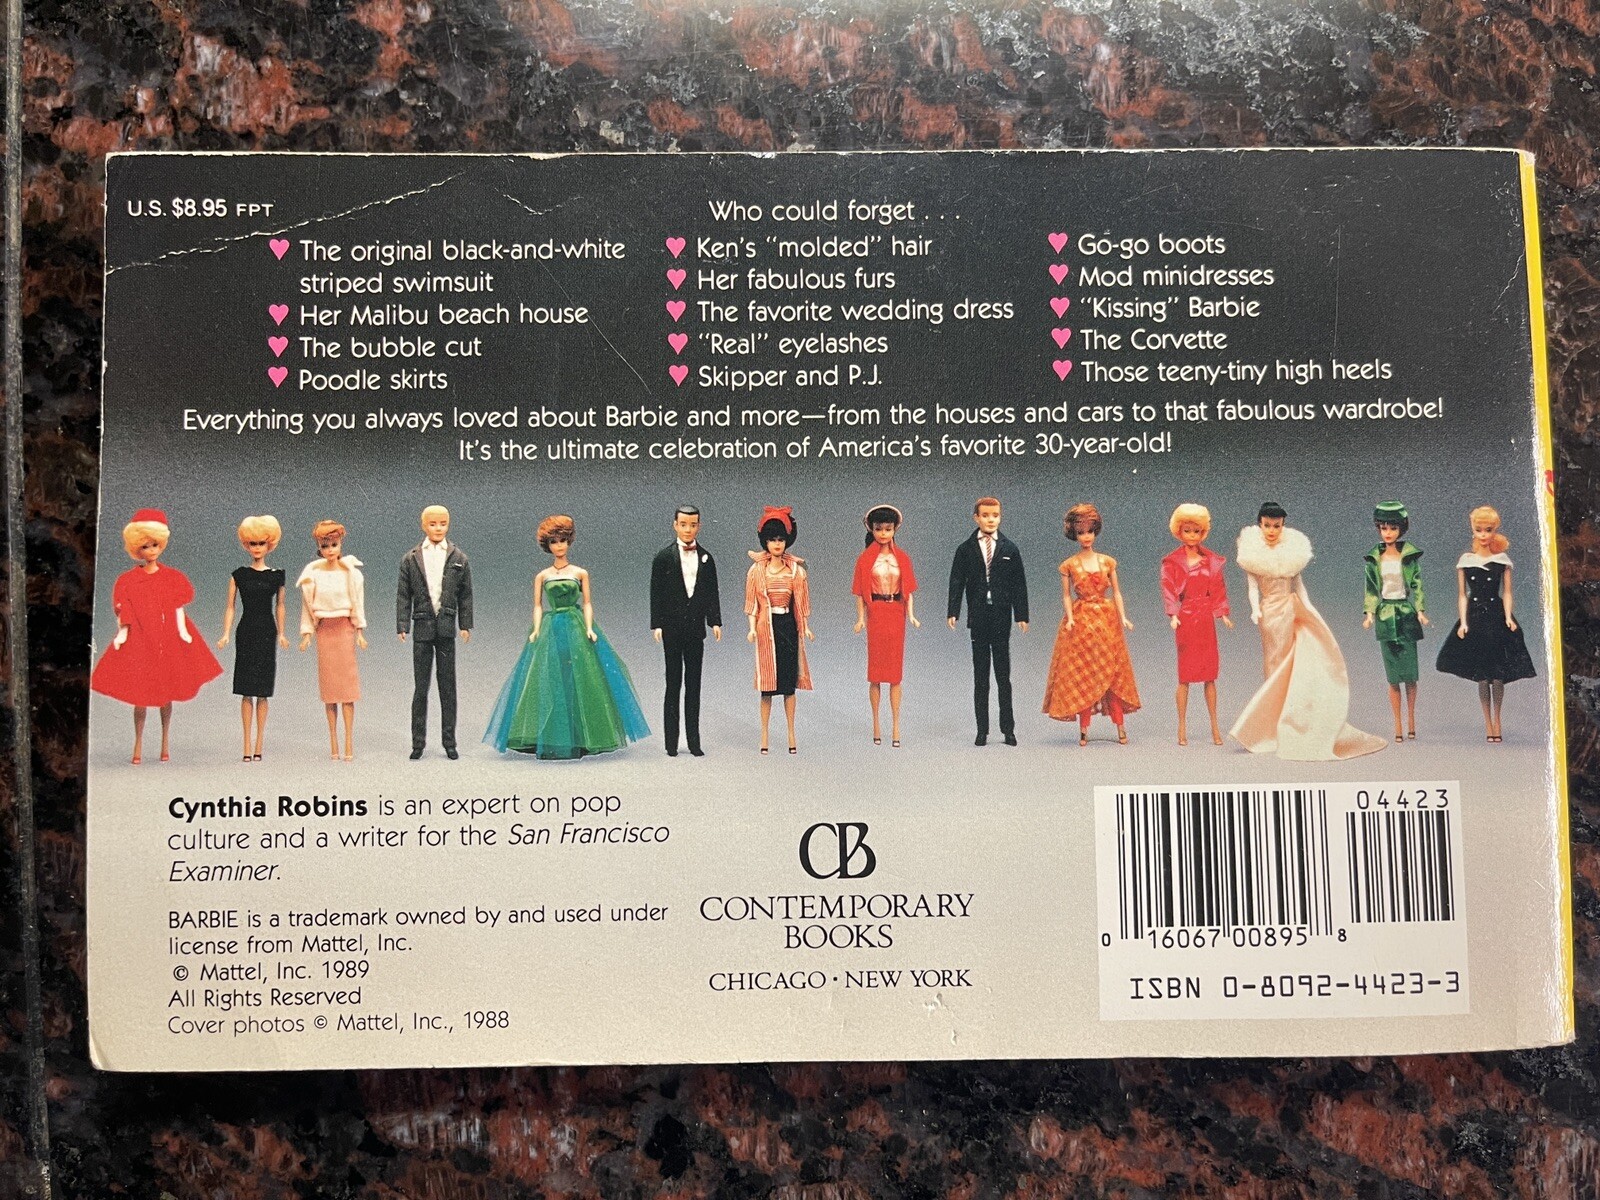 U.S. $8.95 FPT
Who could forget . . .
The original black-and-white
striped swimsuit
Her Malibu beach house
The bubble cut
Poodle skirts
Ken's "molded" hair
Her fabulous furs
The favorite wedding dress
"Real" eyelashes
Skipper and P.J.
Go-go boots
Mod minidresses
"Kissing" Barbie
The Corvette
Those teeny-tiny high heels
Everything you always loved about Barbie and more—from the houses and cars to that fabulous wardrobe!
It's the ultimate celebration of America's favorite 30-year-old!
Cynthia Robins is an expert on pop
culture and a writer for the San Francisco
Examiner.
BARBIE is a trademark owned by and used under
license from Mattel, Inc.
© Mattel, Inc. 1989
All Rights Reserved
Cover photos © Mattel, Inc., 1988
CB
CONTEMPORARY
BOOKS
CHICAGO · NEW YORK
04423
0 16067 00895 8
ISBN 0-8092-4423-3